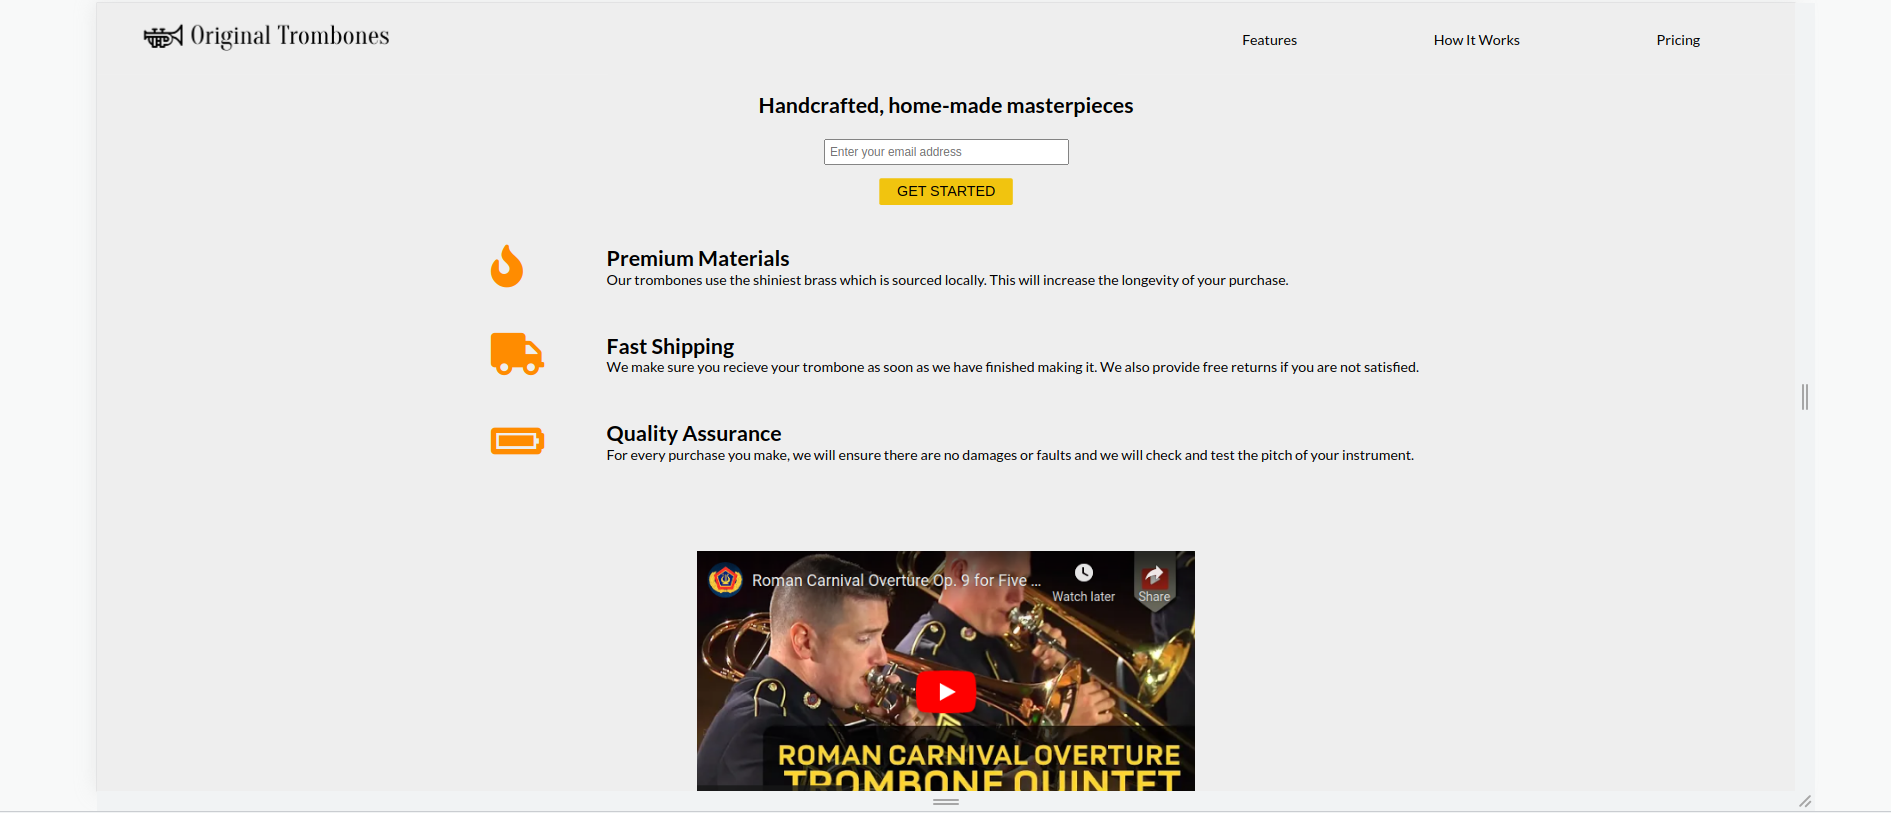 Original Trombones
Features
How It Works
Pricing
Handcrafted, home-made masterpieces
Enter your email address
GET STARTED
Premium Materials
Our trombones use the shiniest brass which is sourced locally. This will increase the longevity of your purchase.
Fast Shipping
We make sure you recieve your trombone as soon as we have finished making it. We also provide free returns if you are not satisfied.
Quality Assurance
For every purchase you make, we will ensure there are no damages or faults and we will check and test the pitch of your instrument.
Roman Carnival Overture Op. 9 for Five ...
Watch later
Share
ROMAN CARNIVAL OVERTURE
TROMBONE QUINTET